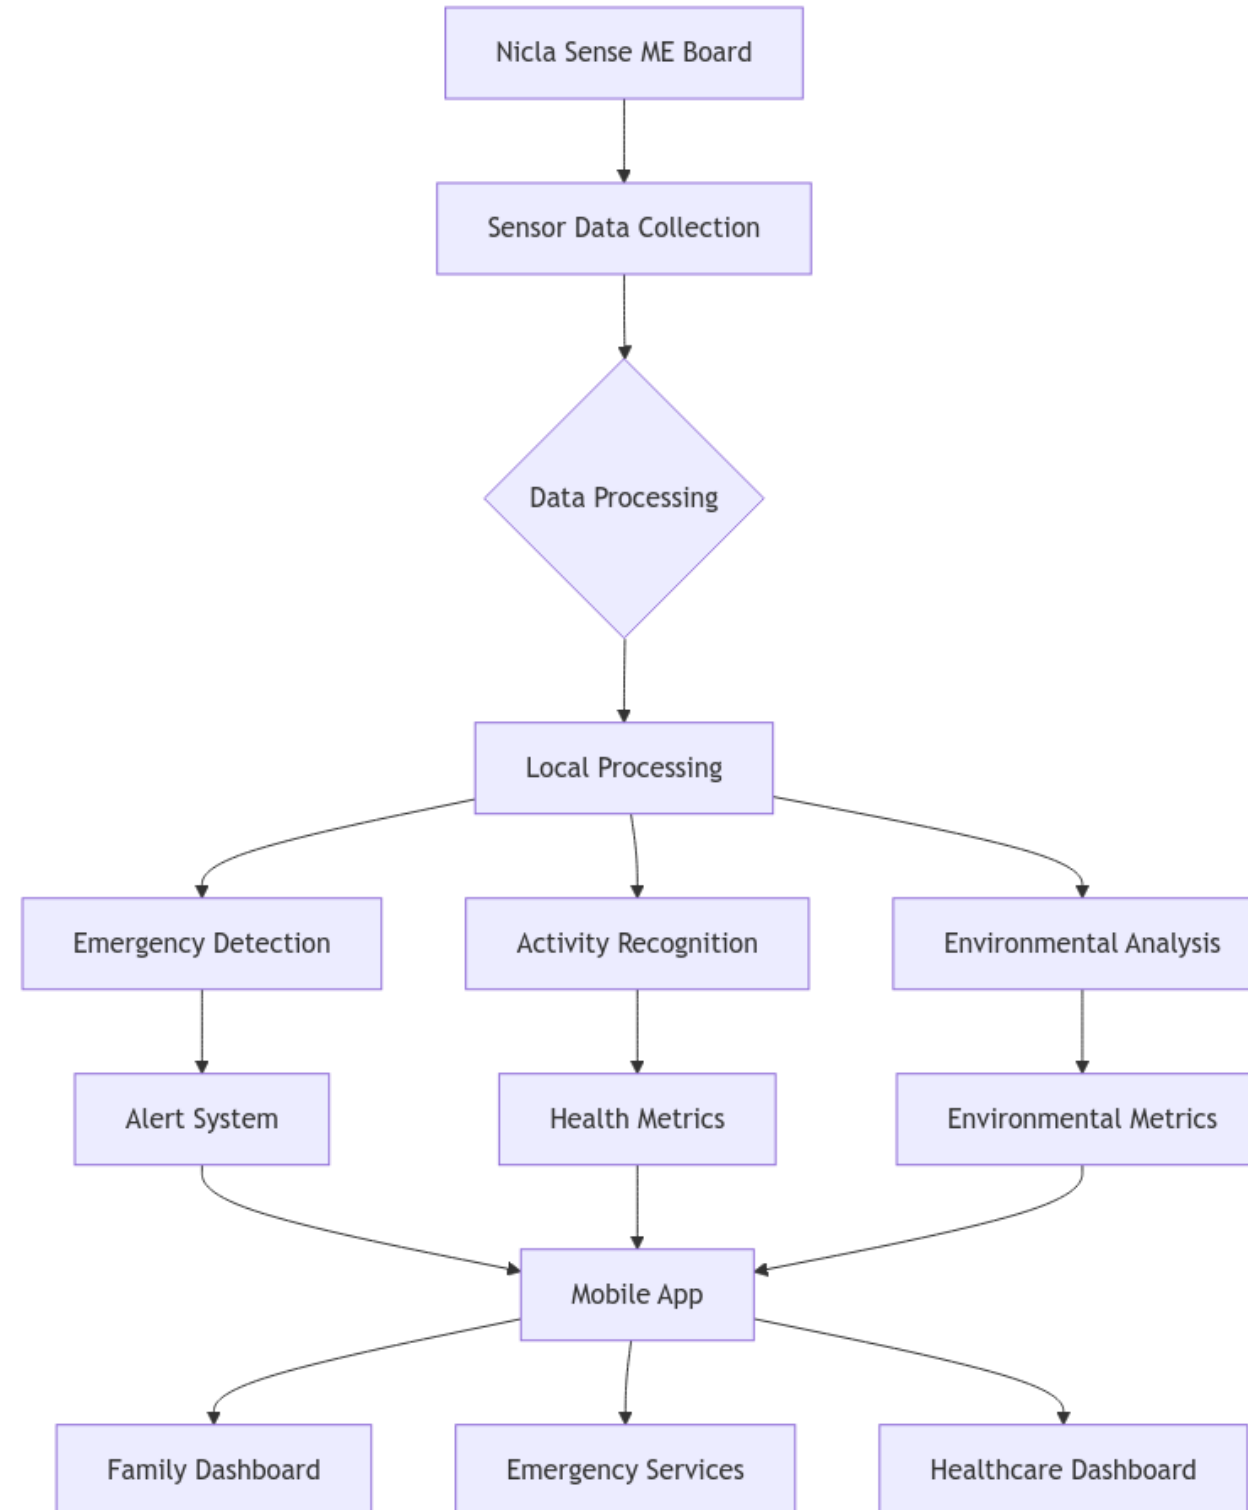 Nicla Sense ME Board
Sensor Data Collection
Data Processing
Local Processing
Emergency Detection
Activity Recognition
Environmental Analysis
Alert System
Health Metrics
Environmental Metrics
Mobile App
Family Dashboard
Emergency Services
Healthcare Dashboard